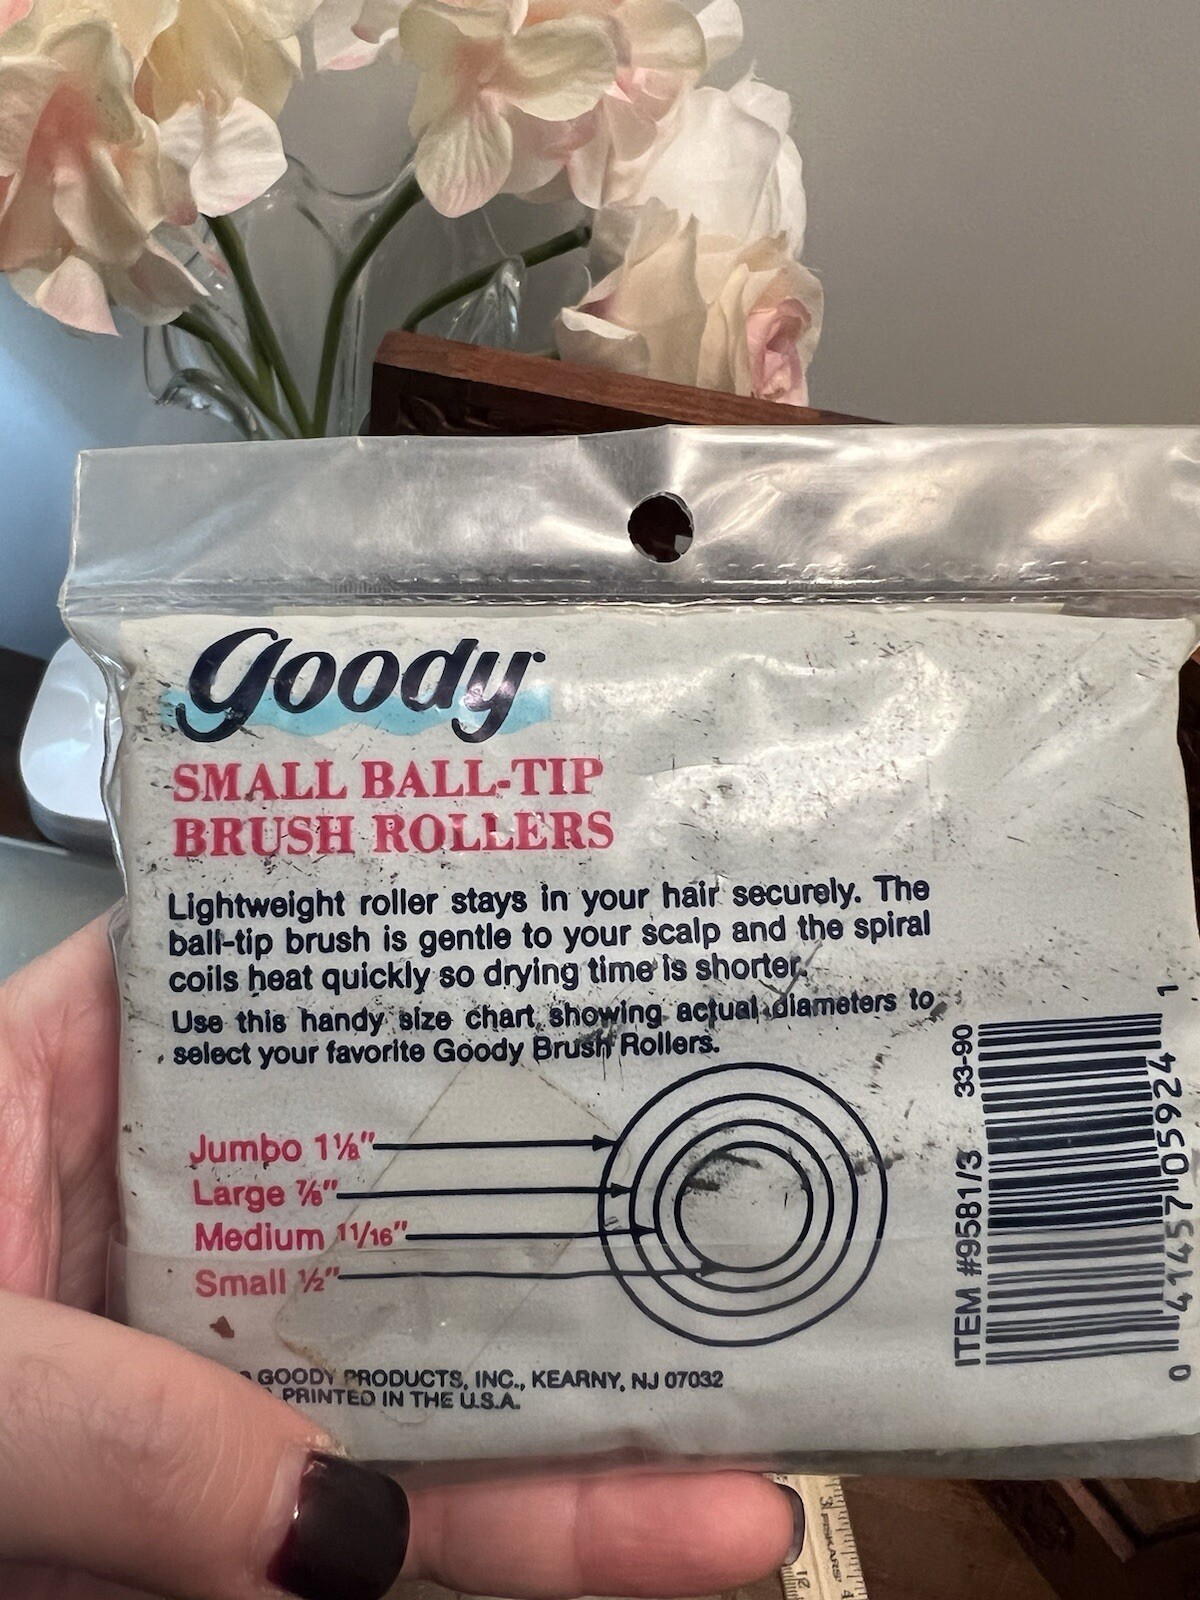 goody
SMALL BALL-TIP
BRUSH ROLLERS
Lightweight roller stays in your hair securely. The
ball-tip brush is gentle to your scalp and the spiral
coils heat quickly so drying time is shorter.
Use this handy size chart showing actual diameters to
select your favorite Goody Brush Rollers.
Jumbo 1⅛"
Large ⅞"
Medium 11/16"
Small ½"
GOODY PRODUCTS, INC., KEARNY, NJ 07032
PRINTED IN THE U.S.A.
ITEM #9581/3 33-90
0 41457 05924 1
3 FISKARS 4
12